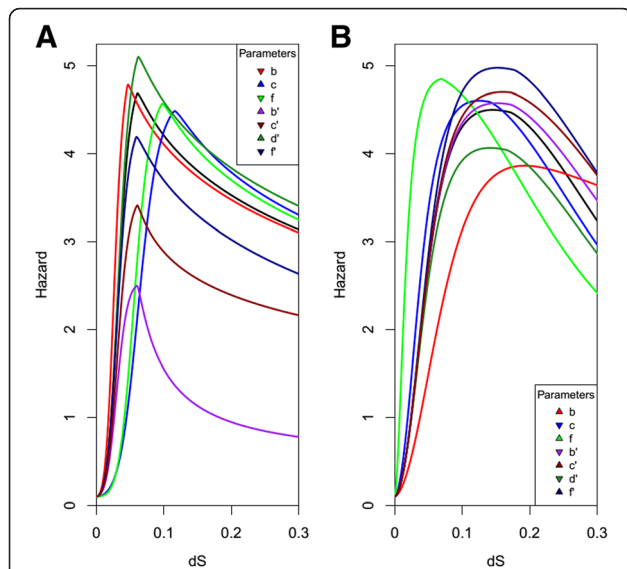 A
Hazard
5
4
3
2
1
0
0
0.1
0.2
0.3
dS
Parameters
▼ b
▲ c
▲ f
▼ b'
▼ c'
▲ d'
▼ f'
B
Hazard
5
4
3
2
1
0
0
0.1
0.2
0.3
dS
Parameters
▲ b
▼ c
▲ f
▼ b'
▲ c'
▼ d'
▲ f'